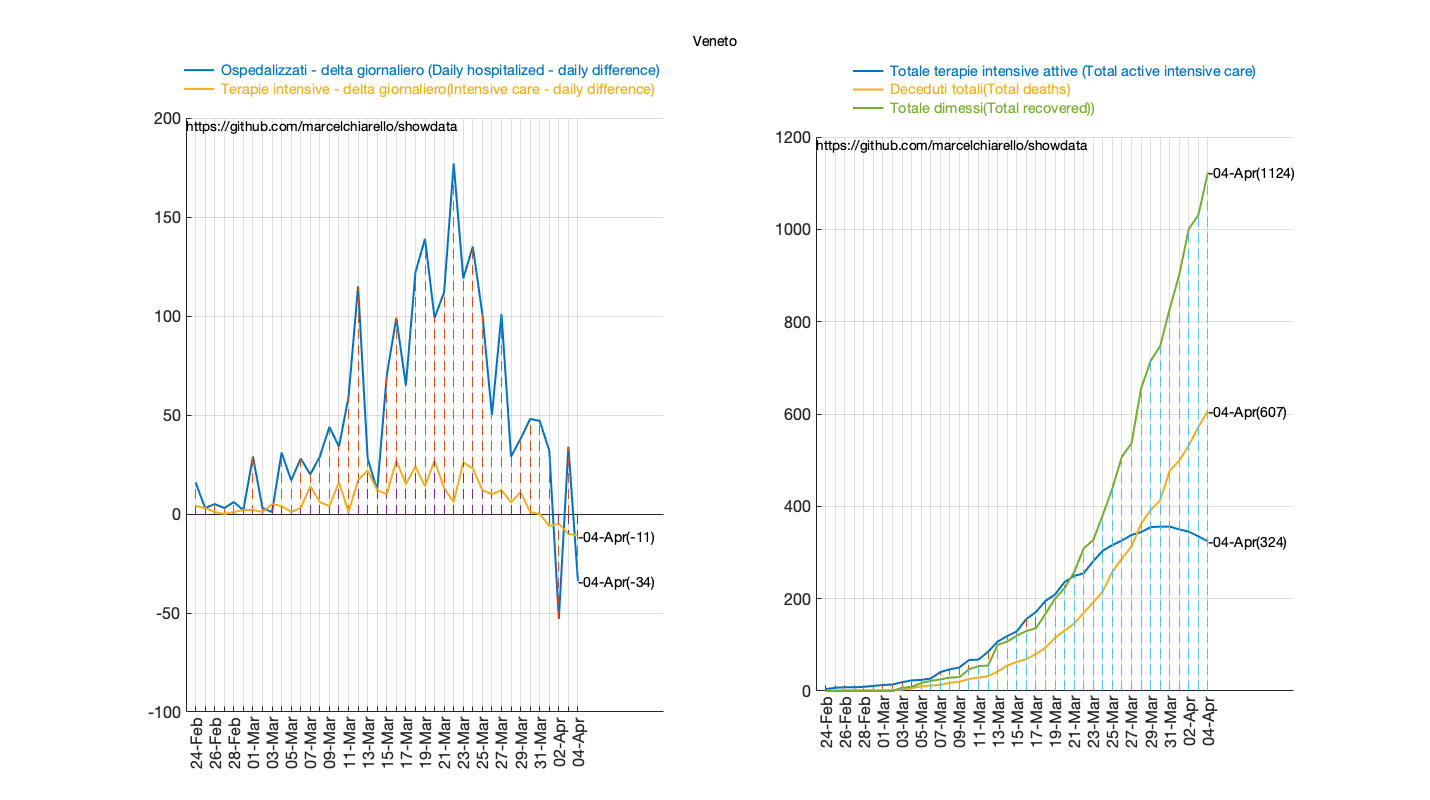 Veneto
Ospedalizzati - delta giornaliero (Daily hospitalized - daily difference)
Terapie intensive - delta giornaliero(Intensive care - daily difference)
200
150
100
50
0
-50
-100
https://github.com/marcelchiarello/showdata
-04-Apr(-11)
-04-Apr(-34)
24-Feb
26-Feb
28-Feb
01-Mar
03-Mar
05-Mar
07-Mar
09-Mar
11-Mar
13-Mar
15-Mar
17-Mar
19-Mar
21-Mar
23-Mar
25-Mar
27-Mar
29-Mar
31-Mar
02-Apr
04-Apr
Totale terapie intensive attive (Total active intensive care)
Deceduti totali(Total deaths)
Totale dimessi(Total recovered))
1200
1000
800
600
400
200
0
https://github.com/marcelchiarello/showdata
-04-Apr(1124)
-04-Apr(607)
-04-Apr(324)
24-Feb
26-Feb
28-Feb
01-Mar
03-Mar
05-Mar
07-Mar
09-Mar
11-Mar
13-Mar
15-Mar
17-Mar
19-Mar
21-Mar
23-Mar
25-Mar
27-Mar
29-Mar
31-Mar
02-Apr
04-Apr